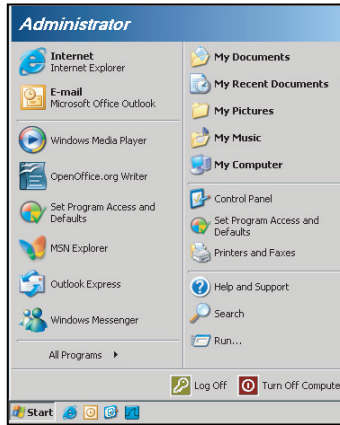 Administrator
Internet
Internet Explorer
E-mail
Microsoft Office Outlook
Windows Media Player
OpenOffice.org Writer
Set Program Access and
Defaults
MSN Explorer
Outlook Express
Windows Messenger
All Programs
My Documents
My Recent Documents
My Pictures
My Music
My Computer
Control Panel
Set Program Access and
Defaults
Printers and Faxes
Help and Support
Search
Run...
Log Off
Turn Off Compute
Start